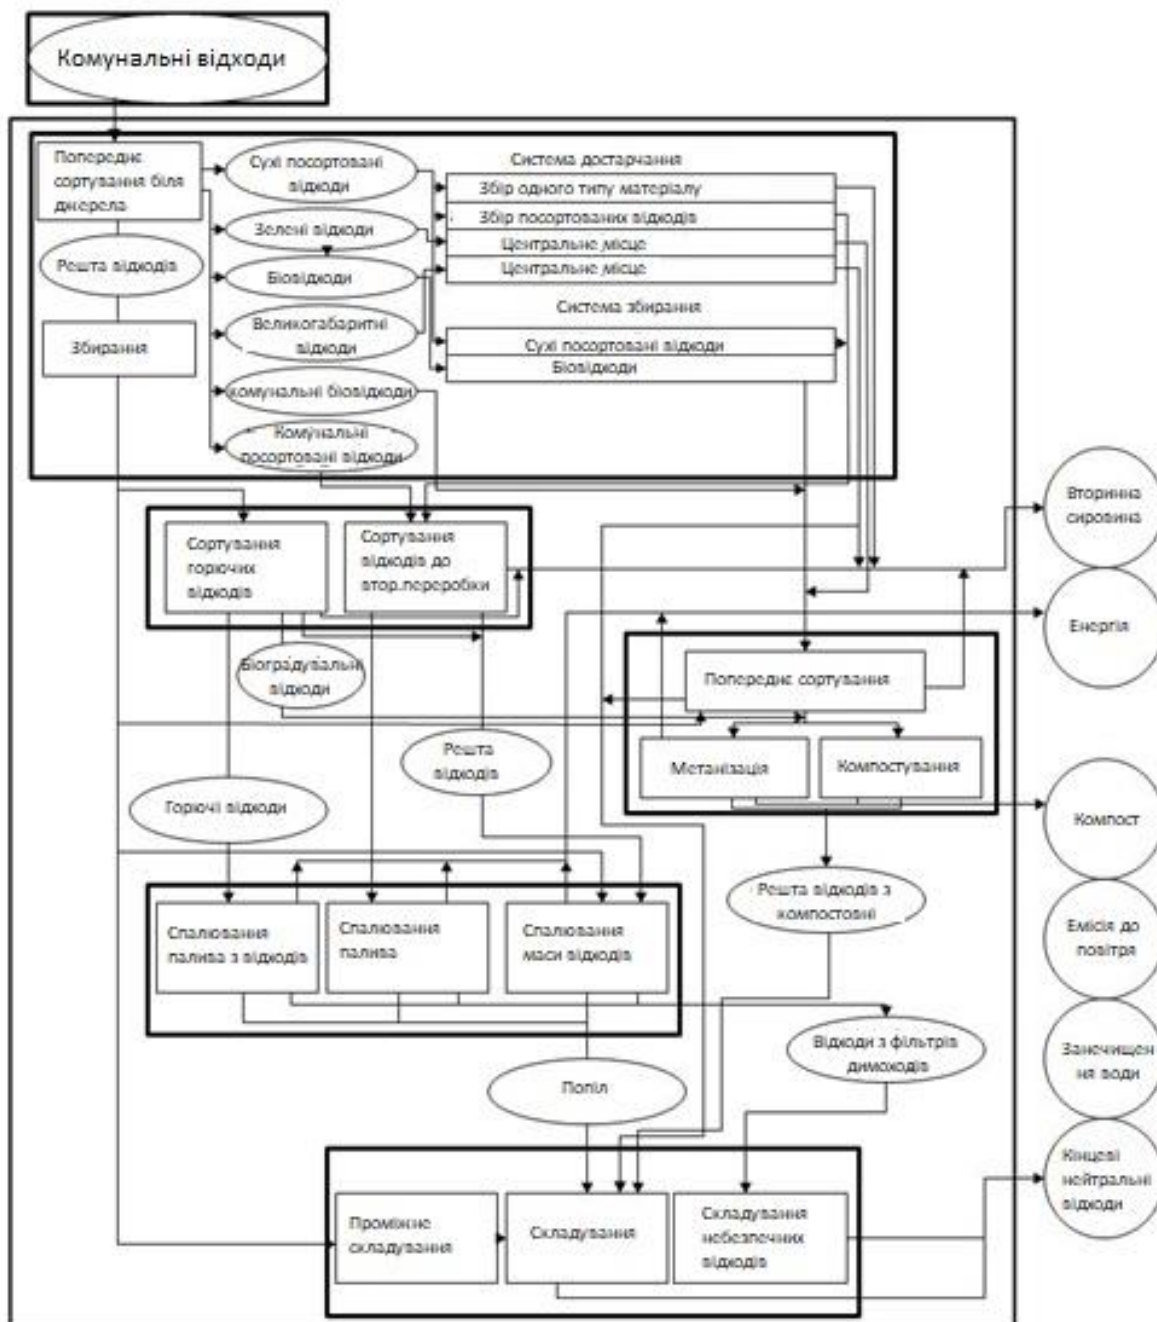 Комунальні відходи
Попереднє
сортування біля
джерела
Решта відходів
Збирання
Сухі посортовані
відходи
Зелені відходи
Біовідходи
Великогабаритні
відходи
комунальні біовідходи
Комунальні
посортовані відходи
Система достарчання
Збір одного типу матеріалу
Збір посортованих відходів
Центральне місце
Центральне місце
Система збирання
Сухі посортовані відходи
Біовідходи
Сортування
горючих
відходів
Сортування
відходів до
втор.переробки
Біоградувальні
відходи
Решта
відходів
Горючі відходи
Попереднє сортування
Метанізація
Компостування
Решта відходів з
компостовні
Спалювання
палива з відходів
Спалювання
палива
Спалювання
маси відходів
Відходи з фільтрів
димоходів
Попіл
Проміжне
складування
Складування
Складування
небезпечних
відходів
Вторинна
сировина
Енергія
Компост
Емісія до
повітря
Занечищен
ня води
Кінцеві
нейтральні
відходи